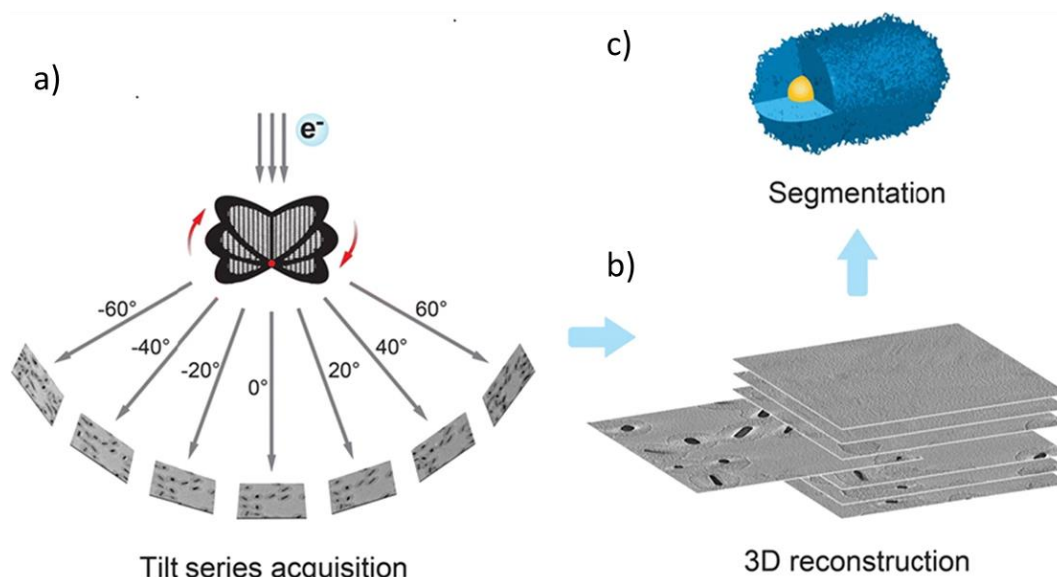 a)
e-
-60°
-40°
-20°
0°
20°
40°
60°
Tilt series acquisition
b)
3D reconstruction
c)
Segmentation